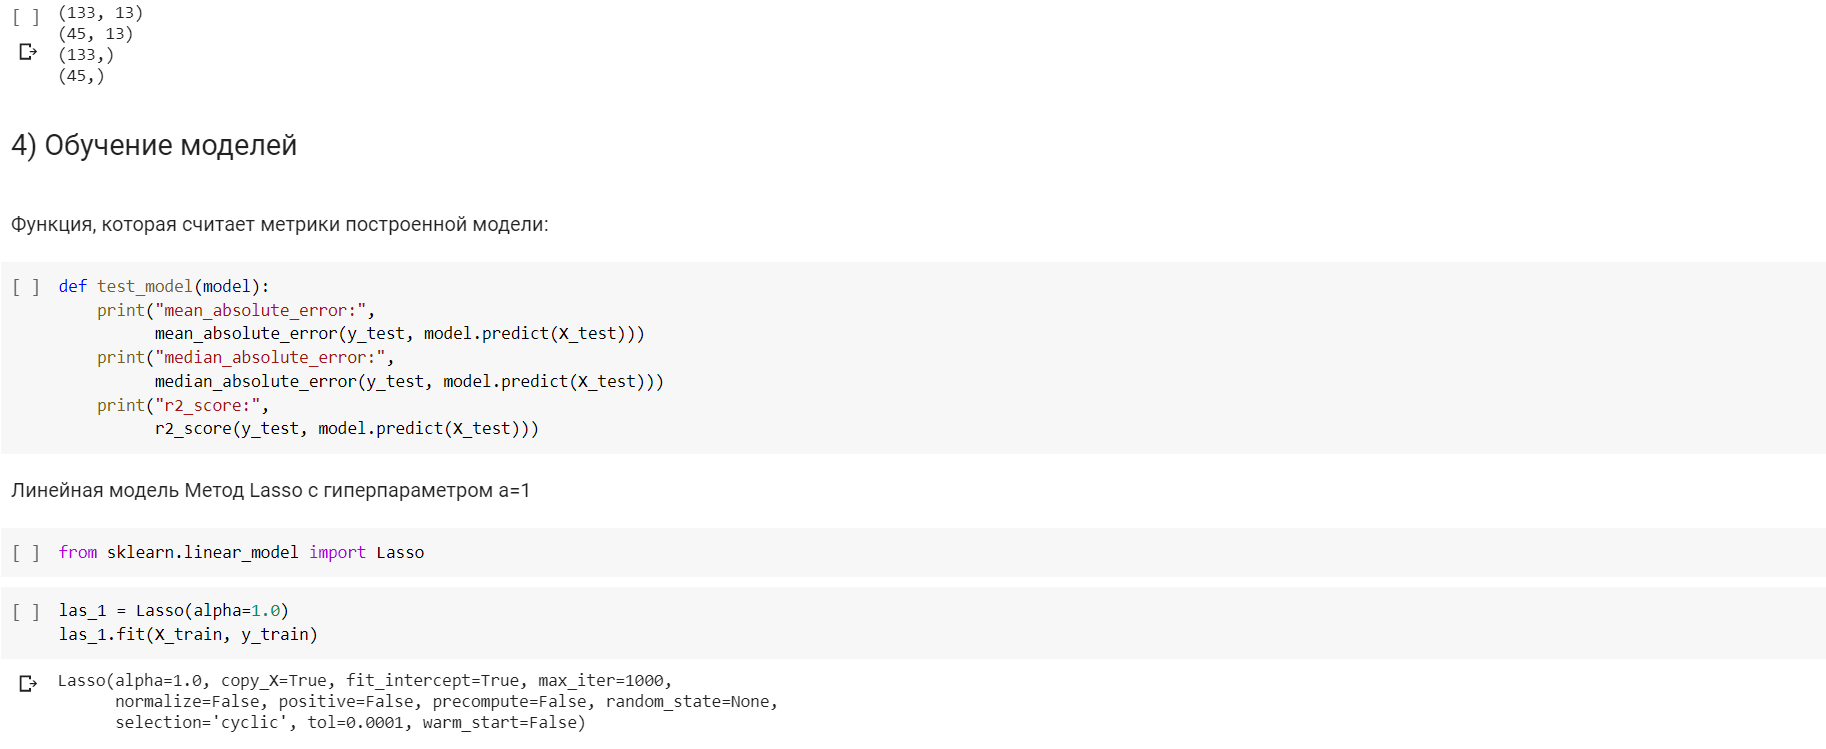 [ ] (133, 13)
(45, 13)
(133,)
(45,)
4) Обучение моделей
Функция, которая считает метрики построенной модели:
[ ] def test_model(model):
    print("mean_absolute_error:",
          mean_absolute_error(y_test, model.predict(X_test)))
    print("median_absolute_error:",
          median_absolute_error(y_test, model.predict(X_test)))
    print("r2_score:",
          r2_score(y_test, model.predict(X_test)))
Линейная модель Метод Lasso с гиперпараметром a=1
[ ] from sklearn.linear_model import Lasso
[ ] las_1 = Lasso(alpha=1.0)
las_1.fit(X_train, y_train)
Lasso(alpha=1.0, copy_X=True, fit_intercept=True, max_iter=1000,
      normalize=False, positive=False, precompute=False, random_state=None,
      selection='cyclic', tol=0.0001, warm_start=False)